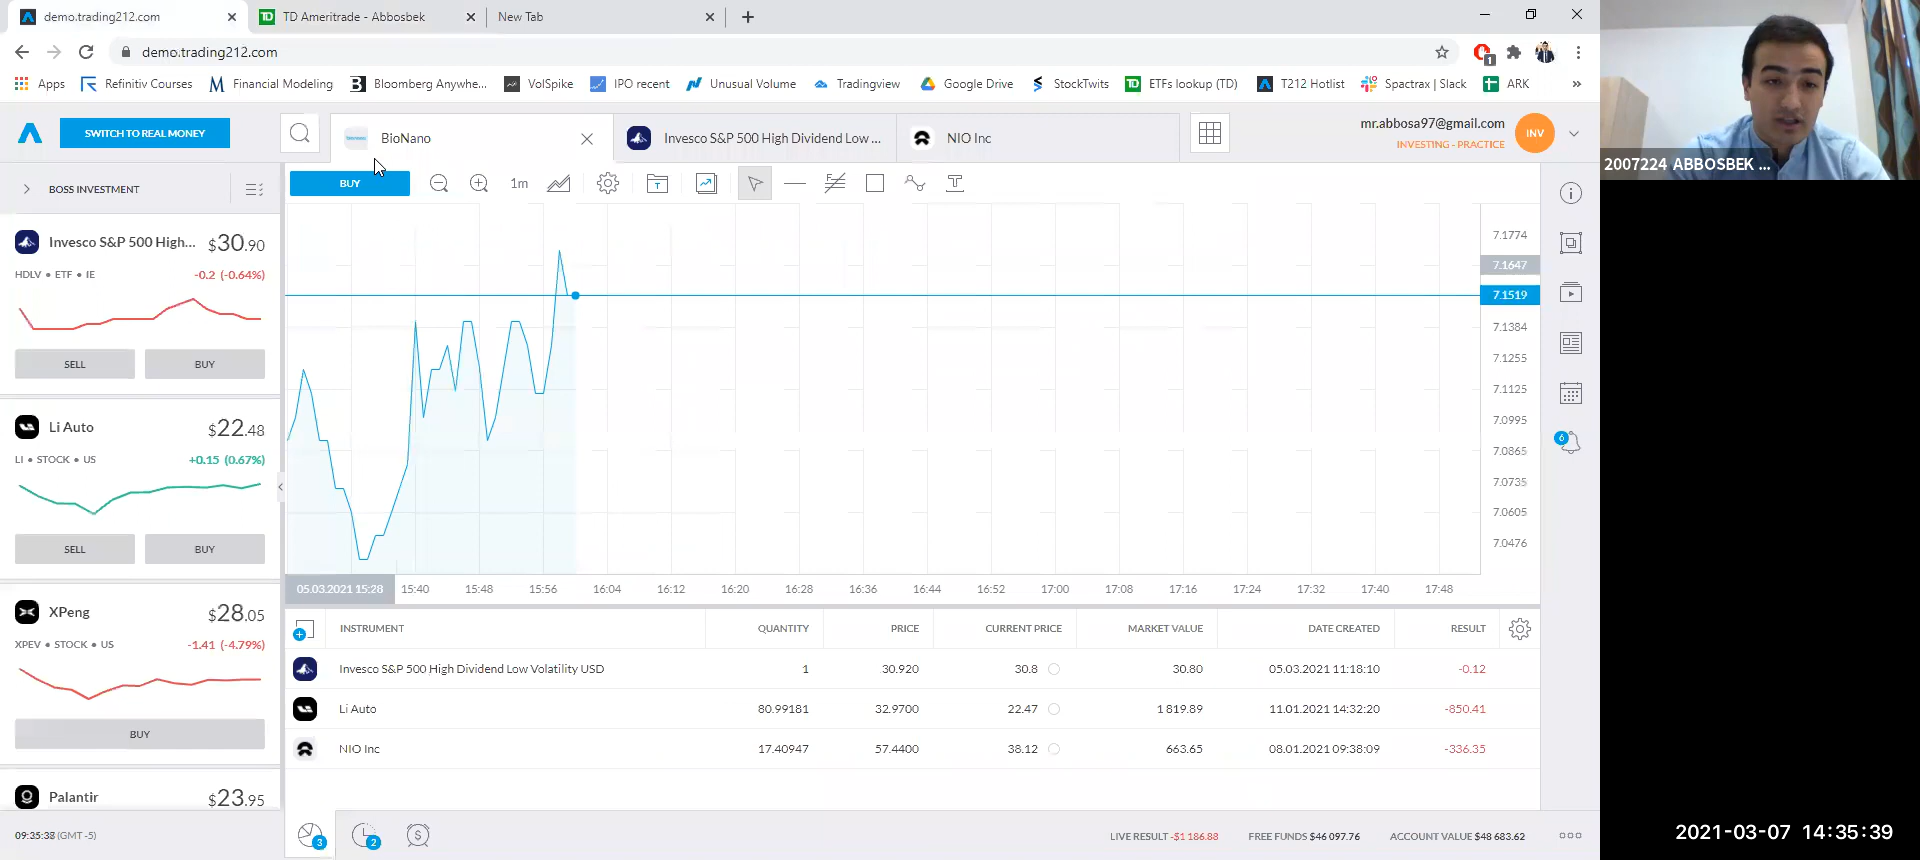 demo.trading212.com
TD Ameritrade - Abbosbek
New Tab
demo.trading212.com
Apps
Refinitiv Courses
Financial Modeling
Bloomberg Anywhe...
VolSpike
IPO recent
Unusual Volume
Tradingview
Google Drive
StockTwits
ETFs lookup (TD)
T212 Hotlist
Spactrax | Slack
ARK
SWITCH TO REAL MONEY
BioNano
Invesco S&P 500 High Dividend Low ...
NIO Inc
mr.abbosa97@gmail.com
INVESTING - PRACTICE
INV
2007224 ABBOSBEK ...
BOSS INVESTMENT
BUY
1m
Invesco S&P 500 High...
$30.90
HDLV • ETF • IE
-0.2 (-0.64%)
SELL
BUY
Li Auto
$22.48
LI • STOCK • US
+0.15 (0.67%)
SELL
BUY
XPeng
$28.05
XPEV • STOCK • US
-1.41 (-4.79%)
BUY
Palantir
$23.95
09:35:38 (GMT -5)
7.1774
7.1647
7.1519
7.1384
7.1255
7.1125
7.0995
7.0865
7.0735
7.0605
7.0476
05.03.2021 15:28
15:40
15:48
15:56
16:04
16:12
16:20
16:28
16:36
16:44
16:52
17:00
17:08
17:16
17:24
17:32
17:40
17:48
6
INSTRUMENT QUANTITY PRICE CURRENT PRICE MARKET VALUE DATE CREATED RESULT
Invesco S&P 500 High Dividend Low Volatility USD 1 30.920 30.8 30.80 05.03.2021 11:18:10 -0.12
Li Auto 80.99181 32.9700 22.47 1 819.89 11.01.2021 14:32:20 -850.41
NIO Inc 17.40947 57.4400 38.12 663.65 08.01.2021 09:38:09 -336.35
3
2
LIVE RESULT -$1 186.88
FREE FUNDS $46 097.76
ACCOUNT VALUE $48 683.62
2021-03-07 14:35:39